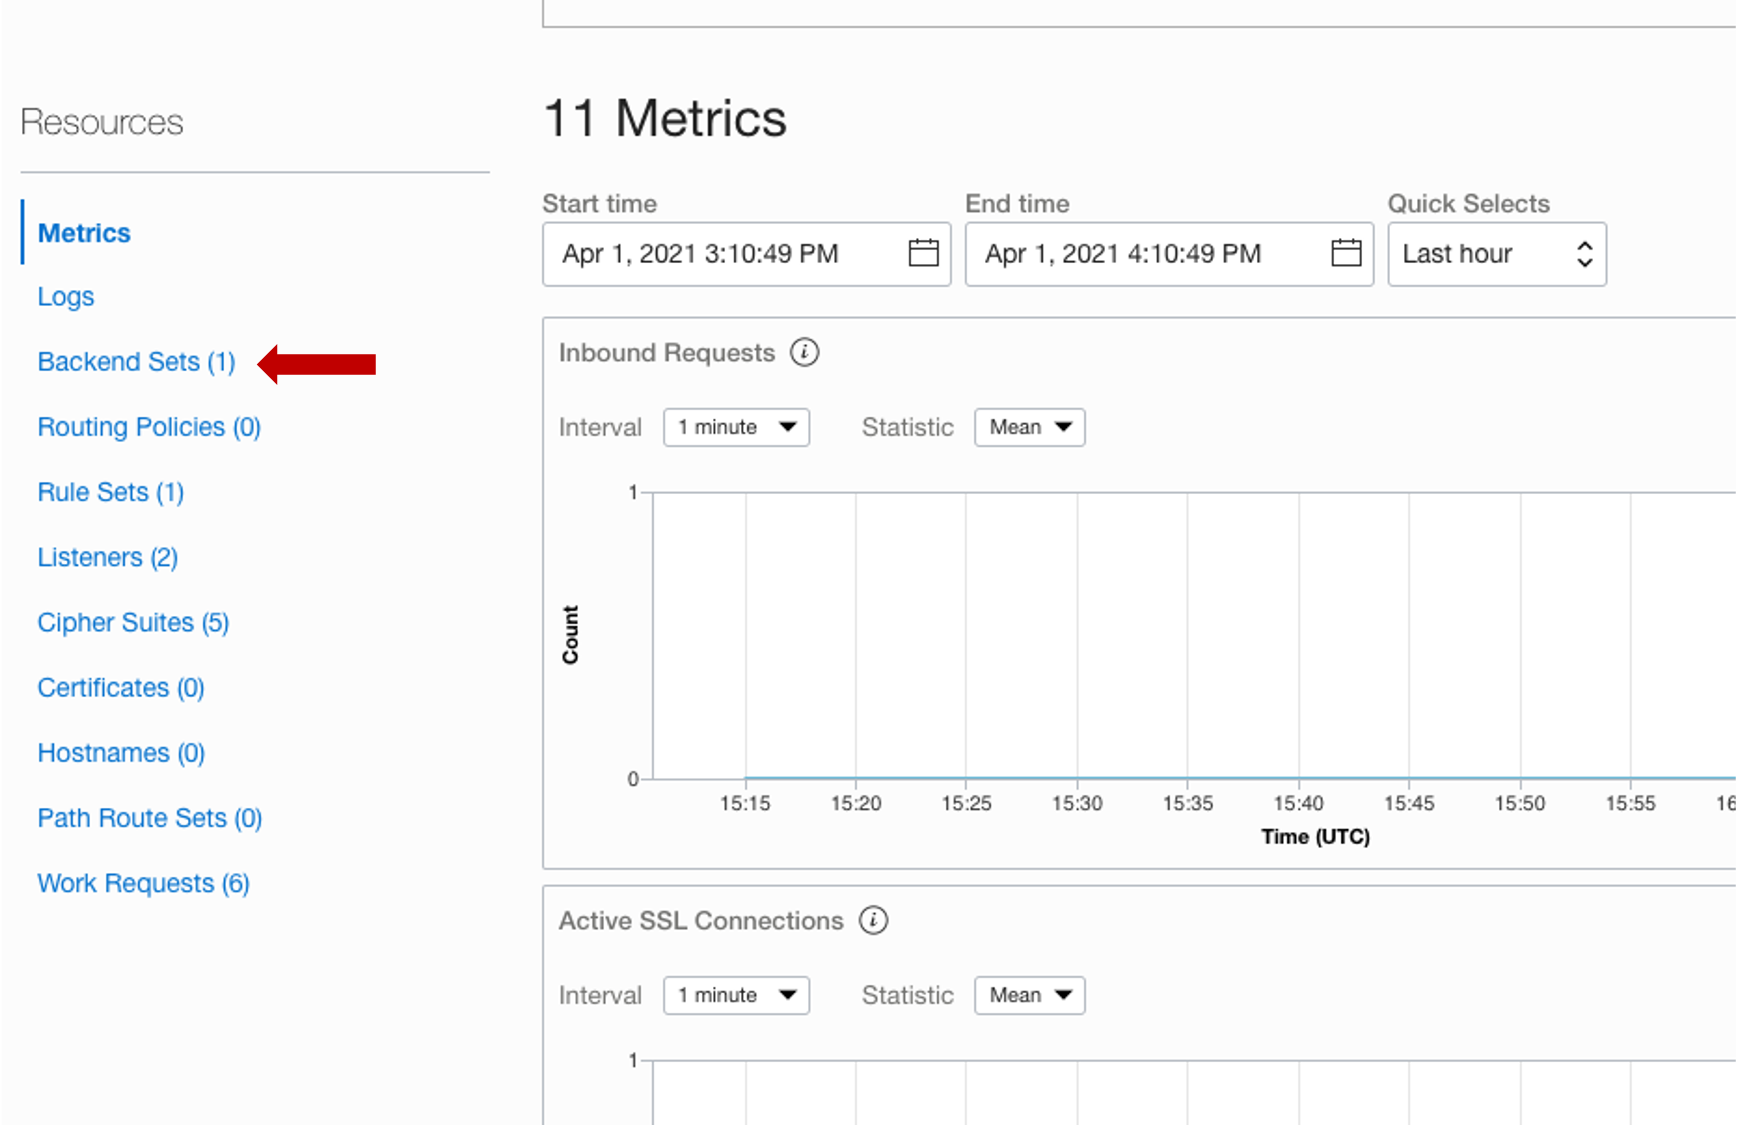 Resources
Metrics
Logs
Backend Sets (1)
Routing Policies (0)
Rule Sets (1)
Listeners (2)
Cipher Suites (5)
Certificates (0)
Hostnames (0)
Path Route Sets (0)
Work Requests (6)
11 Metrics
Start time End time Quick Selects
Apr 1, 2021 3:10:49 PM Apr 1, 2021 4:10:49 PM Last hour
Inbound Requests i
Interval 1 minute Statistic Mean
1
Count
0
15:15 15:20 15:25 15:30 15:35 15:40 15:45 15:50 15:55 16
Time (UTC)
Active SSL Connections i
Interval 1 minute Statistic Mean
1